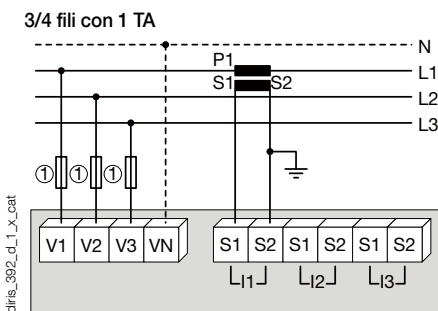 3/4 fili con 1 TA
N
P1
L1
S1 S2
L2
L3
1 1 1
V1 V2 V3 VN S1 S2 S1 S2 S1 S2
I1 I2 I3
diris_392_d_1_x_cat